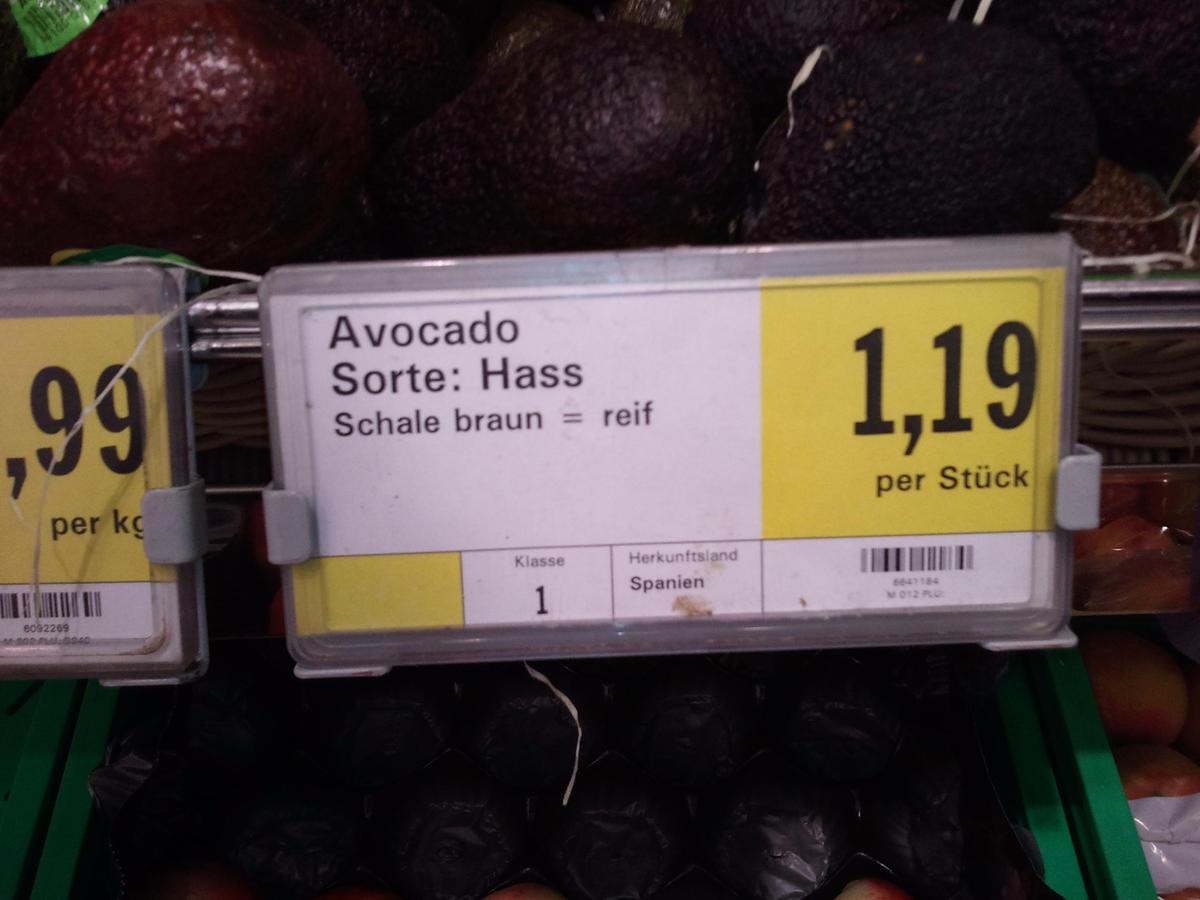 ,99
per kg
6092269
Avocado
Sorte: Hass
Schale braun = reif
1,19
per Stück
Klasse
1
Herkunftsland
Spanien
6641184
M 012 PLU: